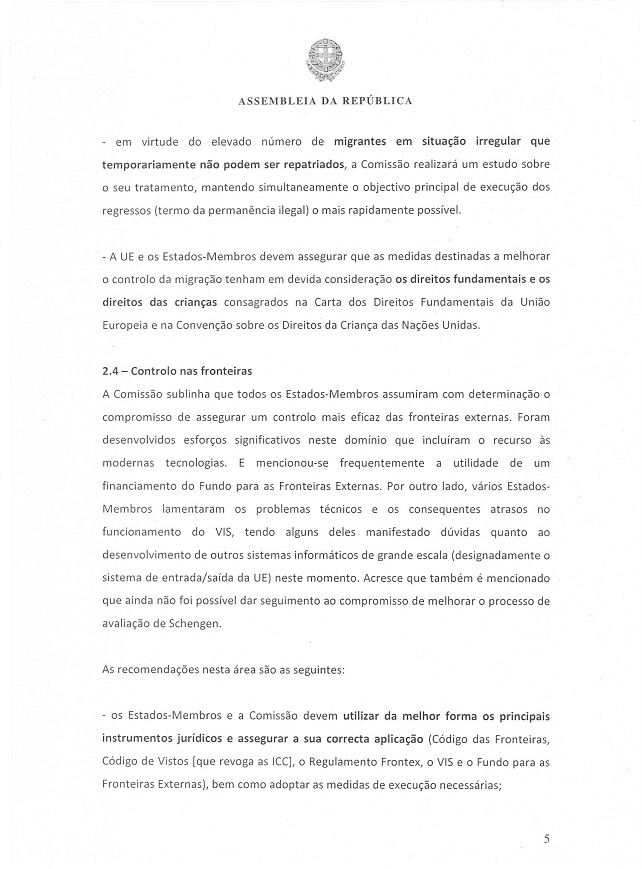 ASSEMBLEIA DA REPÚBLICA
- em virtude do elevado número de migrantes em situação irregular que
temporariamente não podem ser repatriados, a Comissão realizará um estudo sobre
o seu tratamento, mantendo simultaneamente o objectivo principal de execução dos
regressos (termo da permanência ilegal) o mais rapidamente possível.
- A UE e os Estados-Membros devem assegurar que as medidas destinadas a melhorar
o controlo da migração tenham em devida consideração os direitos fundamentais e os
direitos das crianças consagrados na Carta dos Direitos Fundamentais da União
Europeia e na Convenção sobre os Direitos da Criança das Nações Unidas.
2.4 – Controlo nas fronteiras
A Comissão sublinha que todos os Estados-Membros assumiram com determinação o
compromisso de assegurar um controlo mais eficaz das fronteiras externas. Foram
desenvolvidos esforços significativos neste domínio que incluíram o recurso às
modernas tecnologias. E mencionou-se frequentemente a utilidade de um
financiamento do Fundo para as Fronteiras Externas. Por outro lado, vários Estados-
Membros lamentaram os problemas técnicos e os consequentes atrasos no
funcionamento do VIS, tendo alguns deles manifestado dúvidas quanto ao
desenvolvimento de outros sistemas informáticos de grande escala (designadamente o
sistema de entrada/saída da UE) neste momento. Acresce que também é mencionado
que ainda não foi possível dar seguimento ao compromisso de melhorar o processo de
avaliação de Schengen.
As recomendações nesta área são as seguintes:
- os Estados-Membros e a Comissão devem utilizar da melhor forma os principais
instrumentos jurídicos e assegurar a sua correcta aplicação (Código das Fronteiras,
Código de Vistos [que revoga as ICC], o Regulamento Frontex, o VIS e o Fundo para as
Fronteiras Externas), bem como adoptar as medidas de execução necessárias;
5